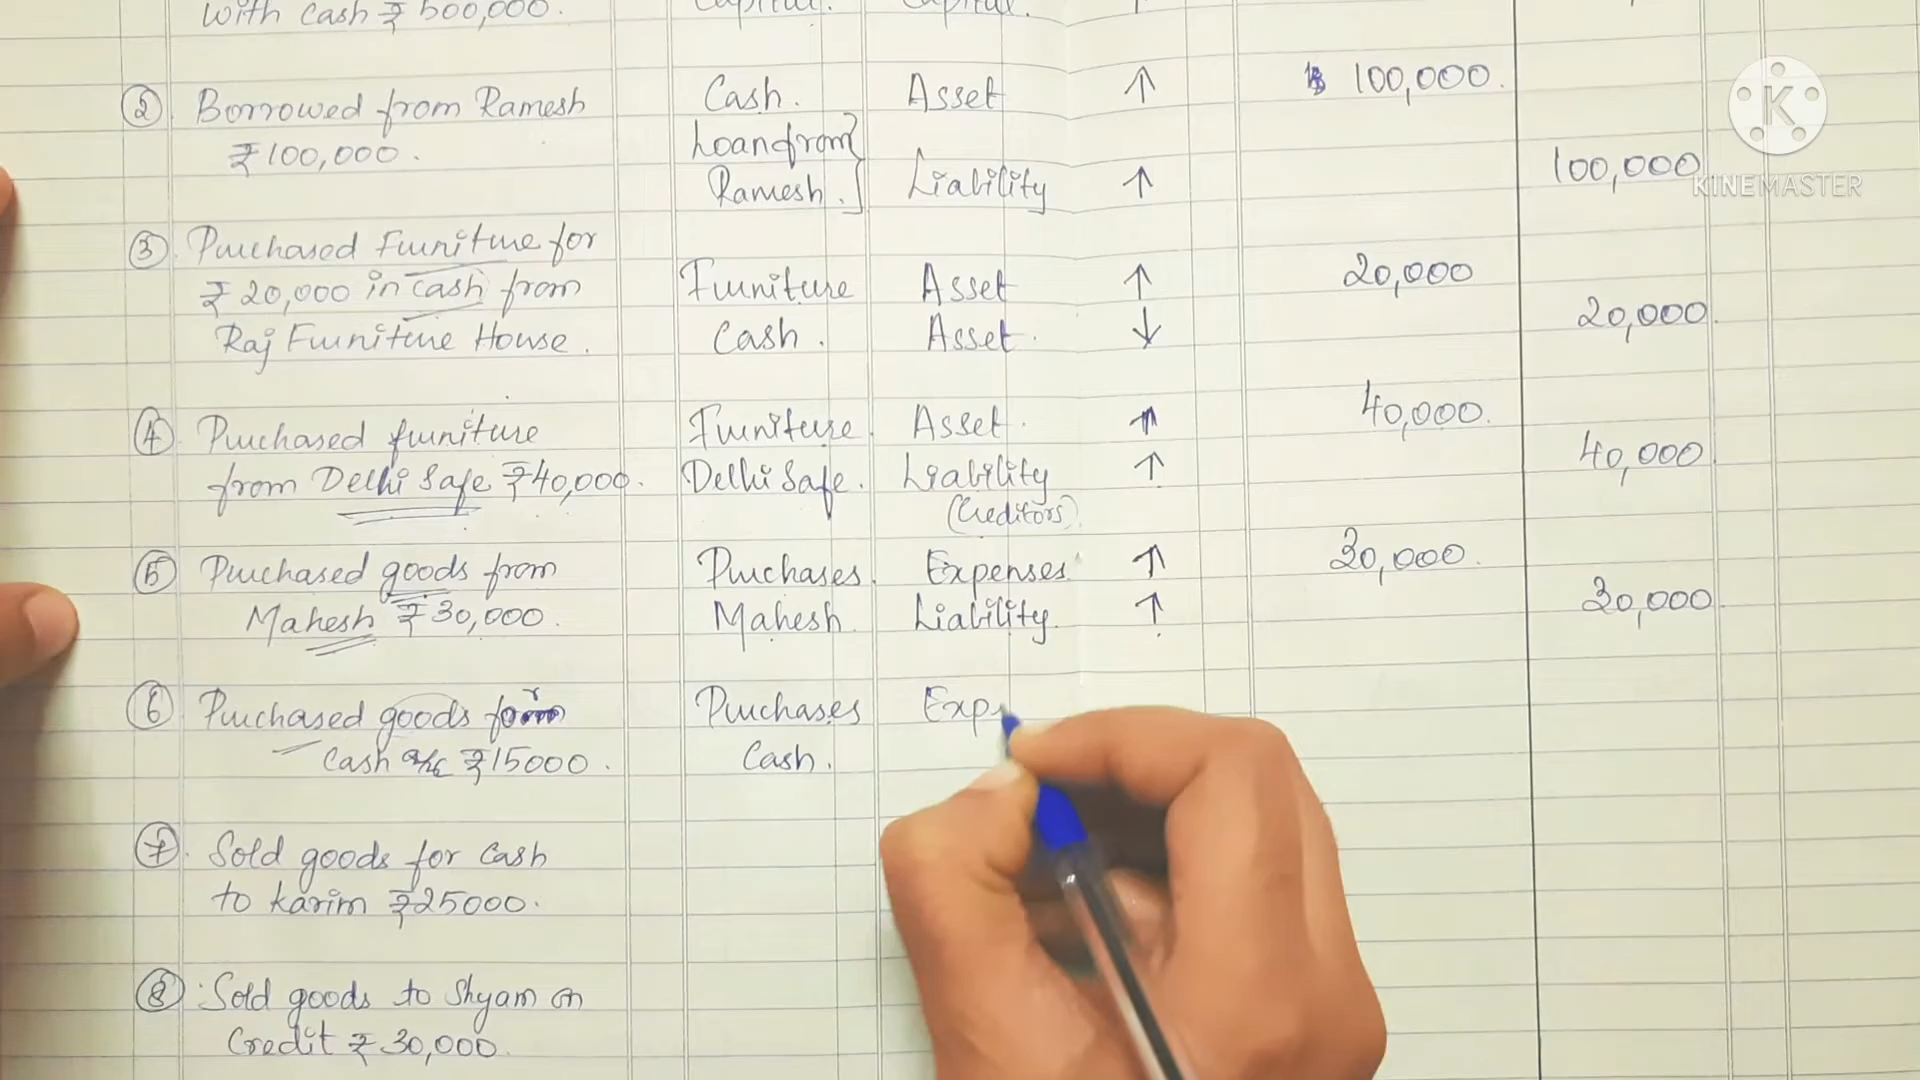 with cash ₹ 500,000.
Capital. Capital.
② Borrowed from Ramesh Cash. Asset ↑ 100,000.
₹100,000. Loan from
Ramesh. Liability ↑ 100,000
③ Purchased Furniture for
₹20,000 in cash from Furniture Asset ↑ 20,000
Raj Furniture House. Cash. Asset. ↓ 20,000
④ Purchased furniture Furniture Asset. ↑ 40,000.
from Delhi Safe ₹40,000. Delhi Safe. Liability ↑ 40,000
(Creditors)
⑤ Purchased goods from Purchases Expenses ↑ 30,000.
Mahesh ₹30,000. Mahesh Liability. ↑ 30,000
⑥ Purchased goods for Purchases Exp
Cash a/c ₹15000. Cash.
⑦ Sold goods for cash
to Karim ₹25000.
⑧ Sold goods to Shyam on
Credit ₹30,000.
K
KINEMASTER